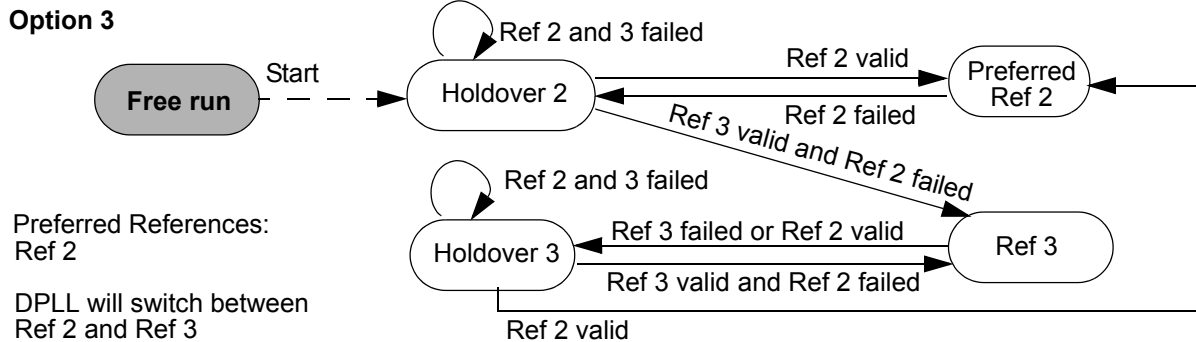 Option 3
Ref 2 and 3 failed
Start
Free run
Holdover 2
Ref 2 valid
Preferred
Ref 2
Ref 2 failed
Ref 3 valid and Ref 2 failed
Ref 2 and 3 failed
Preferred References:
Ref 2
Holdover 3
Ref 3 failed or Ref 2 valid
Ref 3
Ref 3 valid and Ref 2 failed
DPLL will switch between
Ref 2 and Ref 3
Ref 2 valid